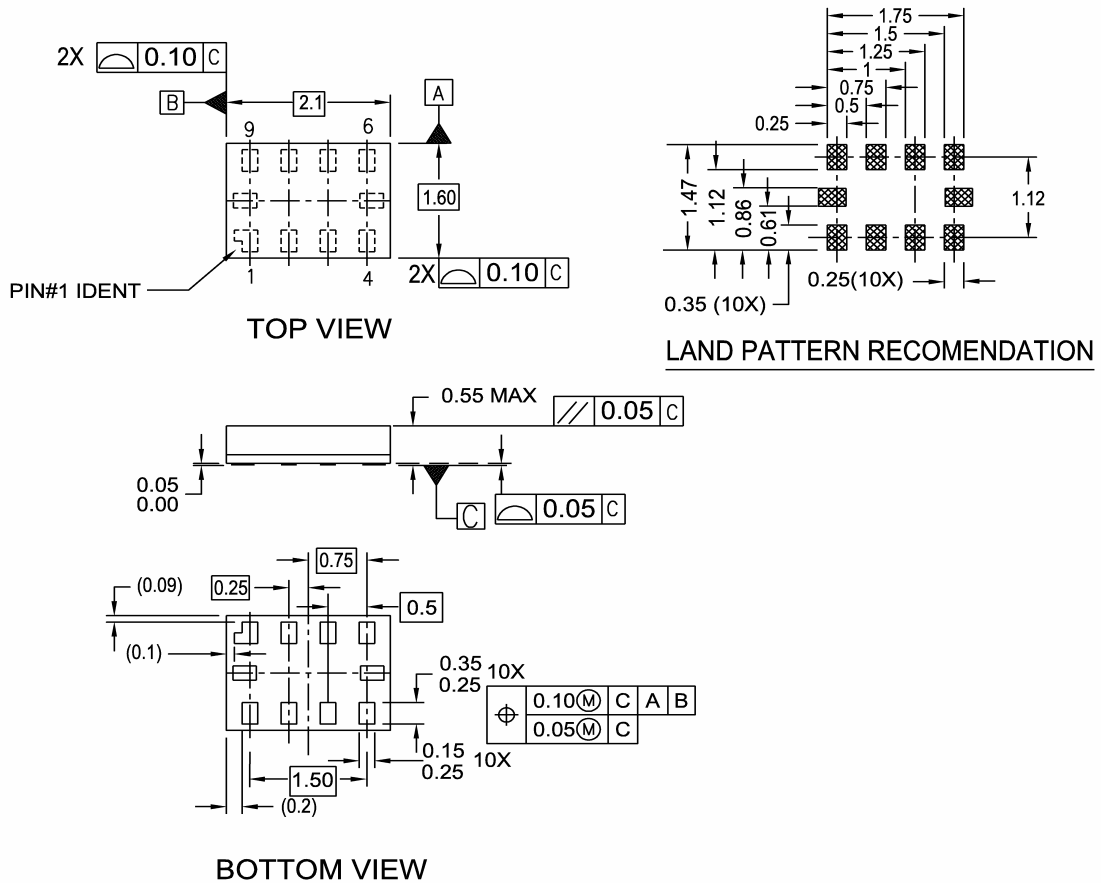 2X 0.10 C
B
2.1
A
9
6
1.60
1
4
PIN#1 IDENT
2X 0.10 C
TOP VIEW
1.75
1.5
1.25
1
0.75
0.5
0.25
1.47
1.12
0.86
0.61
1.12
0.25(10X)
0.35 (10X)
LAND PATTERN RECOMENDATION
0.55 MAX
0.05 C
0.05
0.00
C
0.05 C
0.75
(0.09)
0.25
0.5
(0.1)
0.35
0.25
10X
0.10Ⓜ C A B
0.05Ⓜ C
0.15
0.25
10X
1.50
(0.2)
BOTTOM VIEW